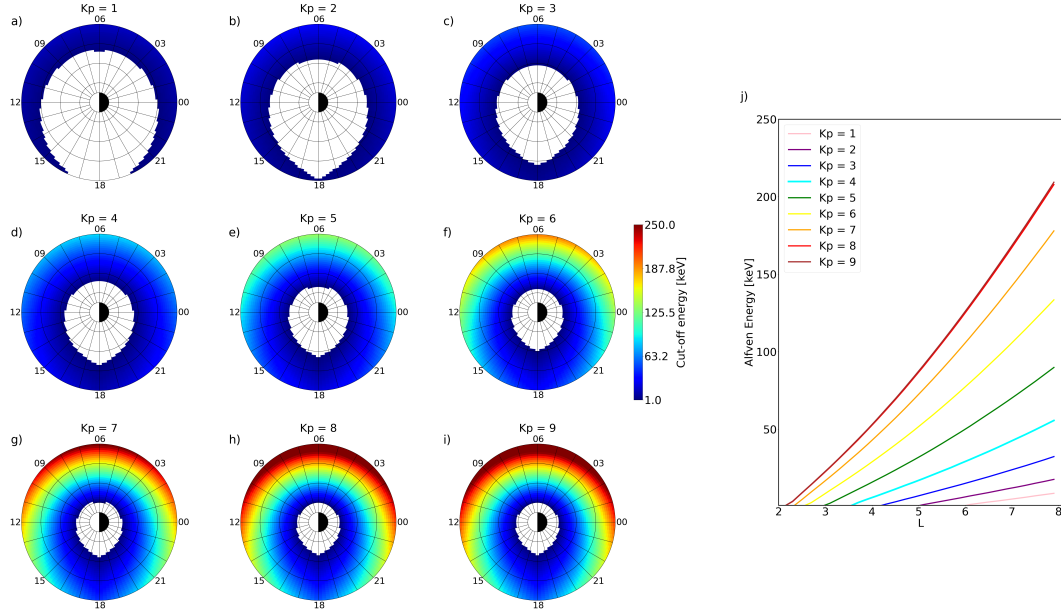 a)
Kp = 1
06
09
03
12
00
15
21
18
b)
Kp = 2
06
09
03
12
00
15
21
18
c)
Kp = 3
06
09
03
12
00
15
21
18
d)
Kp = 4
06
09
03
12
00
15
21
18
e)
Kp = 5
06
09
03
12
00
15
21
18
f)
Kp = 6
06
09
03
12
00
15
21
18
250.0
187.8
125.5
63.2
1.0
Cut-off energy [keV]
g)
Kp = 7
06
09
03
12
00
15
21
18
h)
Kp = 8
06
09
03
12
00
15
21
18
i)
Kp = 9
06
09
03
12
00
15
21
18
j)
250
200
150
100
50
Alfven Energy [keV]
Kp = 1
Kp = 2
Kp = 3
Kp = 4
Kp = 5
Kp = 6
Kp = 7
Kp = 8
Kp = 9
2 3 4 5 6 7 8
L